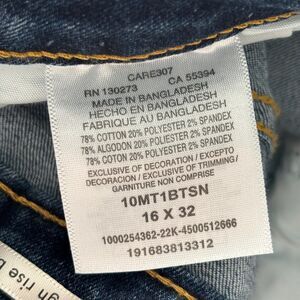 CARE307
RN 130273 CA 55394
MADE IN BANGLADESH
HECHO EN BANGLADESH
FABRIQUE AU BANGLADESH
78% COTTON 20% POLYESTER 2% SPANDEX
78% ALGODON 20% POLYESTER 2% SPANDEX
78% COTON 20% POLYESTER 2% SPANDEX
EXCLUSIVE OF DECORATION / EXCEPTO
DECORACION / EXCLUSIVE OF TRIMMING/
GARNITURE NON COMPRISE
10MT1BTSN
16 X 32
1000254362-22K-4500512666
191683813312
rise